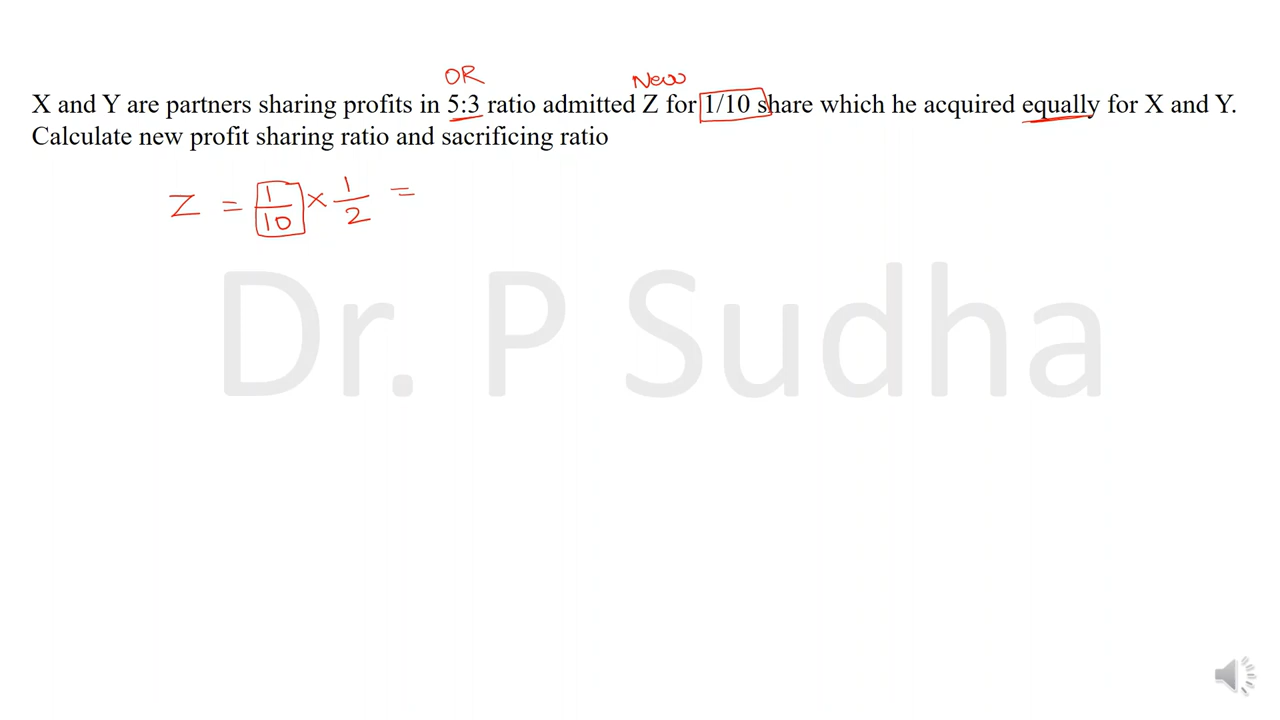 OR New
X and Y are partners sharing profits in 5:3 ratio admitted Z for 1/10 share which he acquired equally for X and Y.
Calculate new profit sharing ratio and sacrificing ratio
Z = 1/10 × 1/2 =
Dr. P Sudha